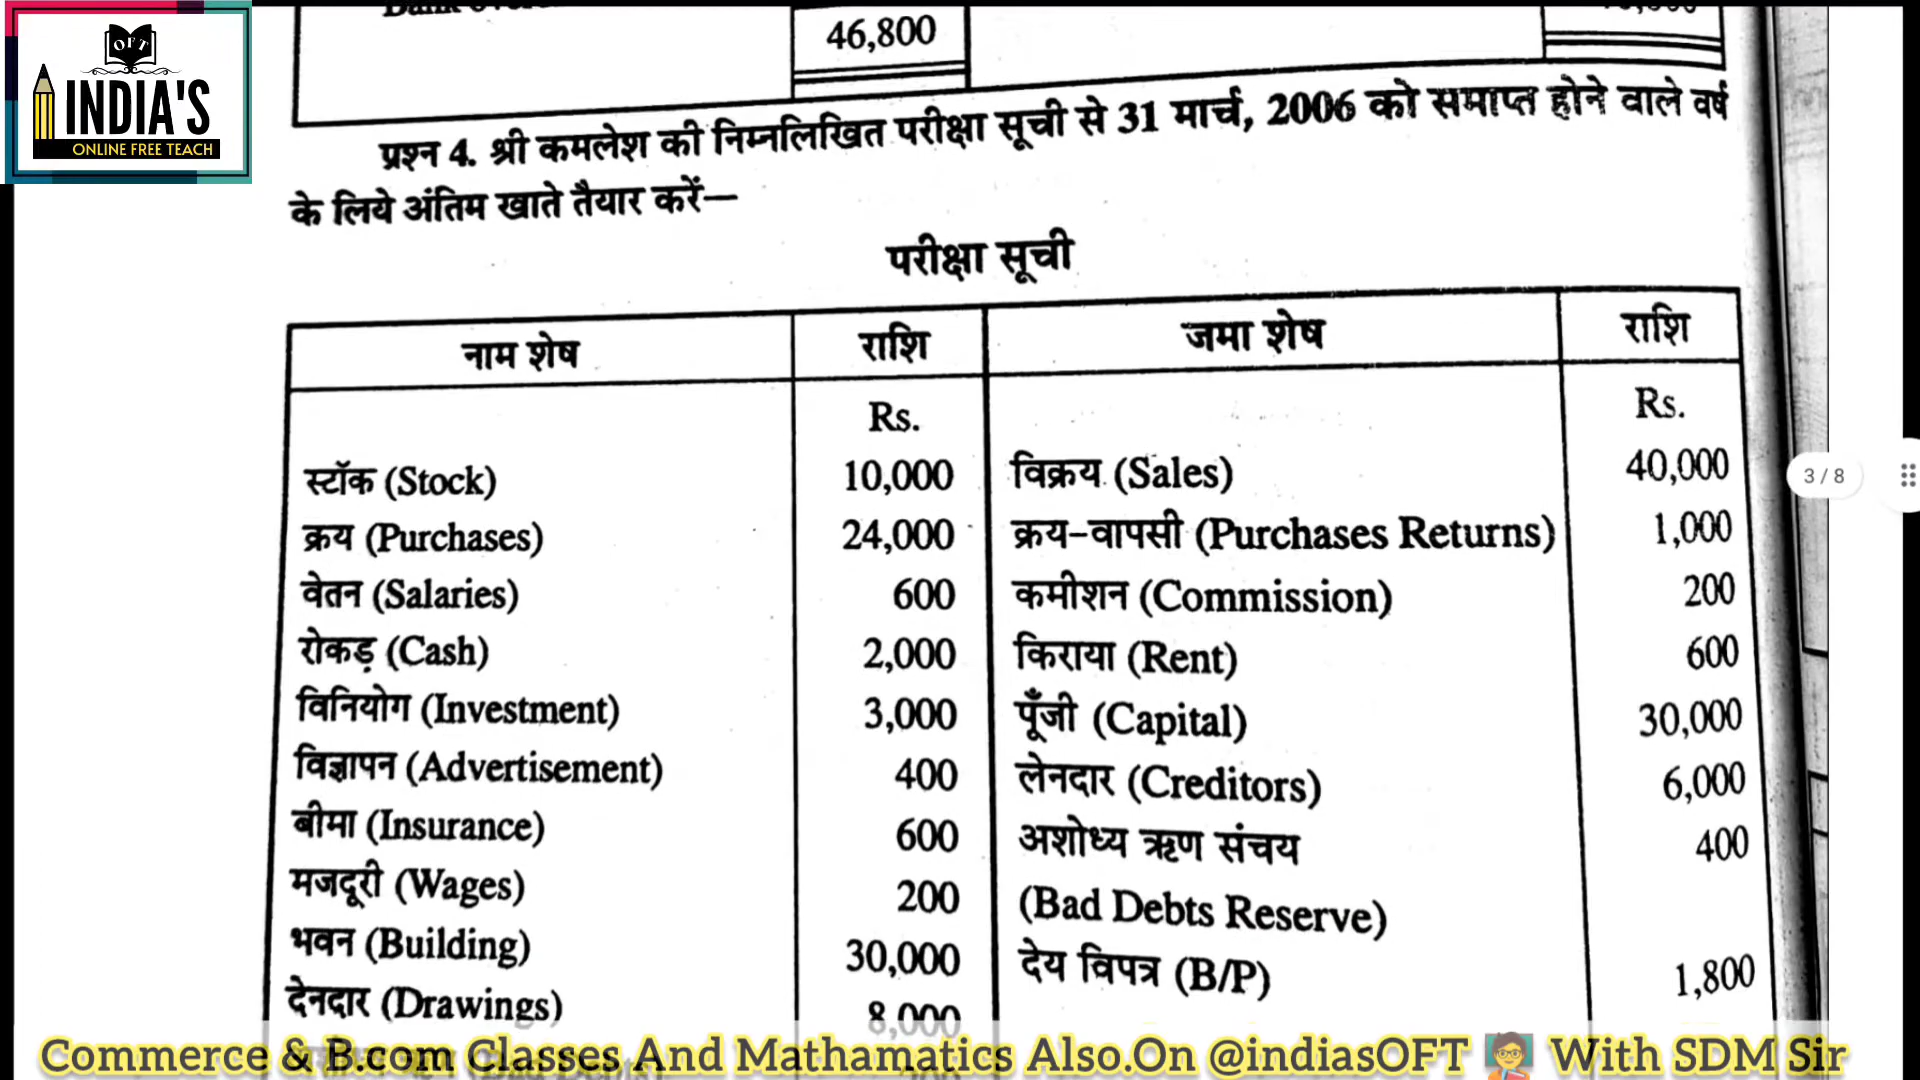 OFT
INDIA'S
ONLINE FREE TEACH
46,800
प्रश्न 4. श्री कमलेश की निम्नलिखित परीक्षा सूची से 31 मार्च, 2006 को समाप्त होने वाले वर्ष
के लिये अंतिम खाते तैयार करें—
परीक्षा सूची
नाम शेष राशि जमा शेष राशि
Rs. Rs.
स्टॉक (Stock) 10,000 विक्रय (Sales) 40,000
क्रय (Purchases) 24,000 क्रय-वापसी (Purchases Returns) 1,000
वेतन (Salaries) 600 कमीशन (Commission) 200
रोकड़ (Cash) 2,000 किराया (Rent) 600
विनियोग (Investment) 3,000 पूँजी (Capital) 30,000
विज्ञापन (Advertisement) 400 लेनदार (Creditors) 6,000
बीमा (Insurance) 600 अशोध्य ऋण संचय 400
मजदूरी (Wages) 200 (Bad Debts Reserve)
भवन (Building) 30,000 देय विपत्र (B/P) 1,800
देनदार (Drawings) 8,000
3 / 8
Commerce & B.com Classes And Mathamatics Also.On @indiasOFT With SDM Sir